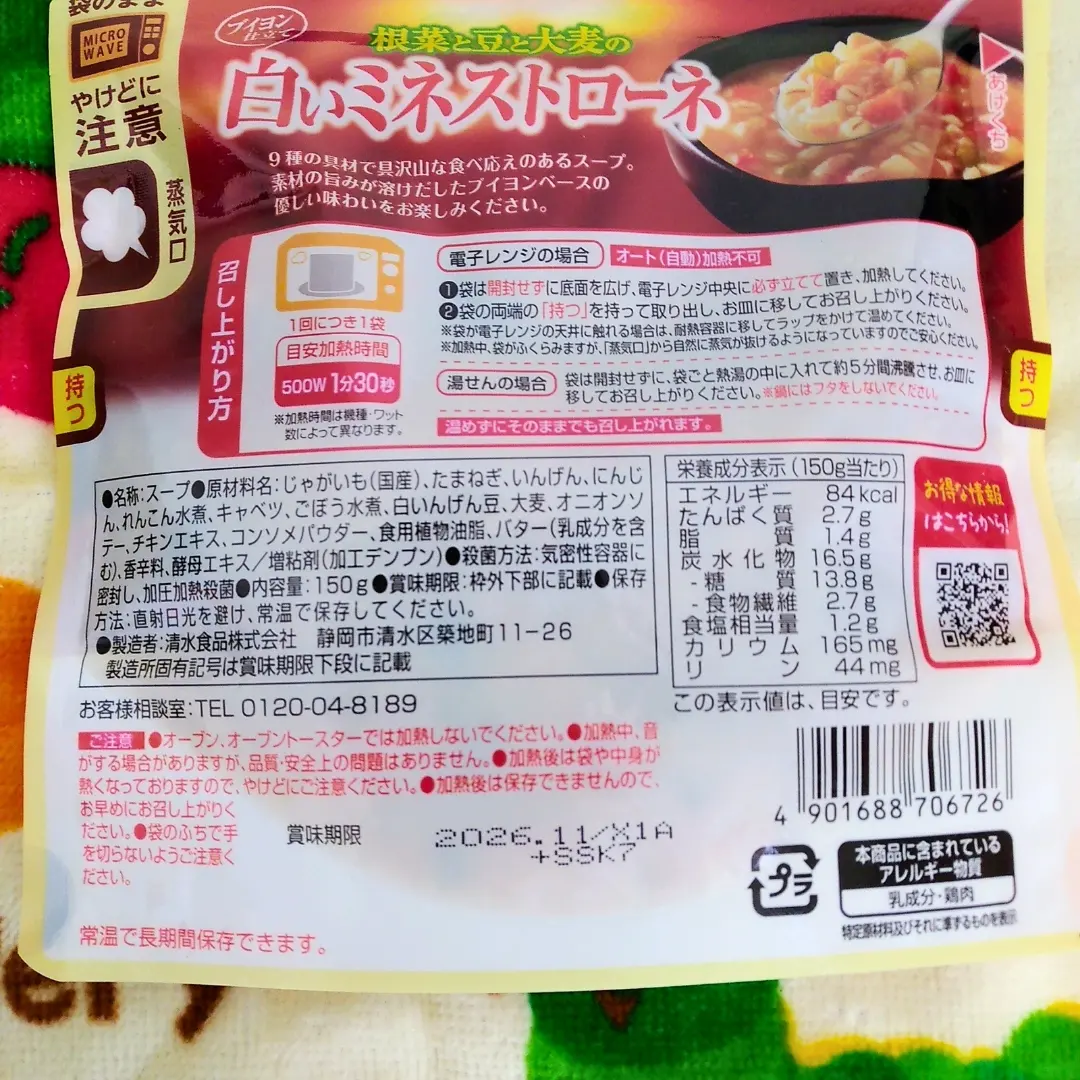 袋のまま
MICRO
WAVE
やけどに
注意
蒸気口
ブイヨン
仕立て
根菜と豆と大麦の
白いミネストローネ
9種の具材で具沢山な食べ応えのあるスープ。
素材の旨みが溶けだしたブイヨンベースの
優しい味わいをお楽しみください。
あけくち
召し上がり方
1回につき1袋
目安加熱時間
500W 1分30秒
※加熱時間は機種・ワット
数によって異なります。
電子レンジの場合 オート(自動)加熱不可
❶袋は開封せずに底面を広げ、電子レンジ中央に必ず立てて置き、加熱してください。
❷袋の両端の「持つ」を持って取り出し、お皿に移してお召し上がりください。
※袋が電子レンジの天井に触れる場合は、耐熱容器に移してラップをかけて温めてください。
※加熱中、袋がふくらみますが、「蒸気口」から自然に蒸気が抜けるようになっていますのでご安心ください。
湯せんの場合 袋は開封せずに、袋ごと熱湯の中に入れて約5分間沸騰させ、お皿に
移してお召し上がりください。※鍋にはフタをしないでください。
温めずにそのままでも召し上がれます。
持つ
持つ
●名称:スープ●原材料名:じゃがいも(国産)、たまねぎ、いんげん、にんじ
ん、れんこん水煮、キャベツ、ごぼう水煮、白いんげん豆、大麦、オニオンソ
テー、チキンエキス、コンソメパウダー、食用植物油脂、バター(乳成分を含
む)、香辛料、酵母エキス/増粘剤(加工デンプン)●殺菌方法:気密性容器に
密封し、加圧加熱殺菌●内容量:150g●賞味期限:枠外下部に記載●保存
方法:直射日光を避け、常温で保存してください。
●製造者:清水食品株式会社 静岡市清水区築地町11-26
製造所固有記号は賞味期限下段に記載
栄養成分表示(150g当たり)
エネルギー 84kcal
たんぱく質 2.7g
脂質 1.4g
炭水化物 16.5g
-糖質 13.8g
-食物繊維 2.7g
食塩相当量 1.2g
カリウム 165mg
リン 44mg
この表示値は、目安です。
お得な情報
はこちらから!
お客様相談室:TEL 0120-04-8189
ご注意 ●オーブン、オーブントースターでは加熱しないでください。●加熱中、音
がする場合がありますが、品質・安全上の問題はありません。●加熱後は袋や中身が
熱くなっておりますので、やけどにご注意ください。●加熱後は保存できませんので、
お早めにお召し上がりく
ださい。●袋のふちで手
を切らないようご注意く
ださい。
賞味期限
2026.11/X1A
+SSK7
4 901688 706726
プラ
本商品に含まれている
アレルギー物質
乳成分・鶏肉
特定原材料及びそれに準ずるものを表示
常温で長期間保存できます。
ery